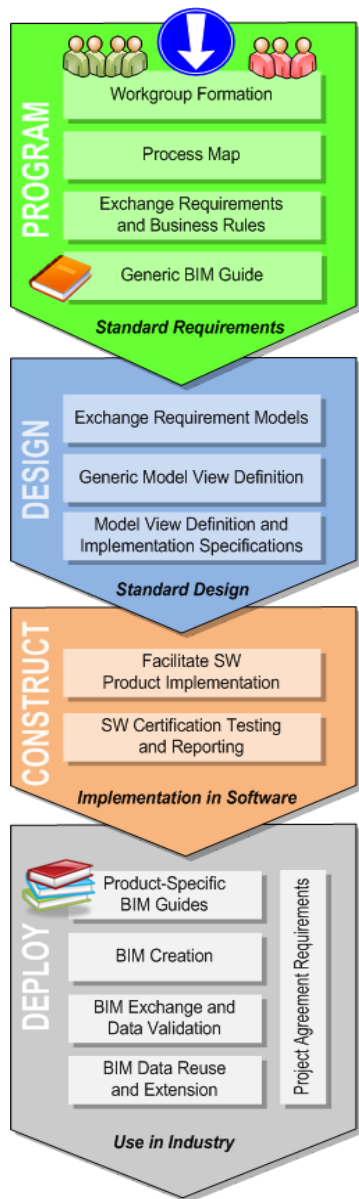 PROGRAM
Workgroup Formation
Process Map
Exchange Requirements
and Business Rules
Generic BIM Guide
Standard Requirements
DESIGN
Exchange Requirement Models
Generic Model View Definition
Model View Definition and
Implementation Specifications
Standard Design
CONSTRUCT
Facilitate SW
Product Implementation
SW Certification Testing
and Reporting
Implementation in Software
DEPLOY
Product-Specific
BIM Guides
BIM Creation
BIM Exchange and
Data Validation
BIM Data Reuse
and Extension
Project Agreement Requirements
Use in Industry